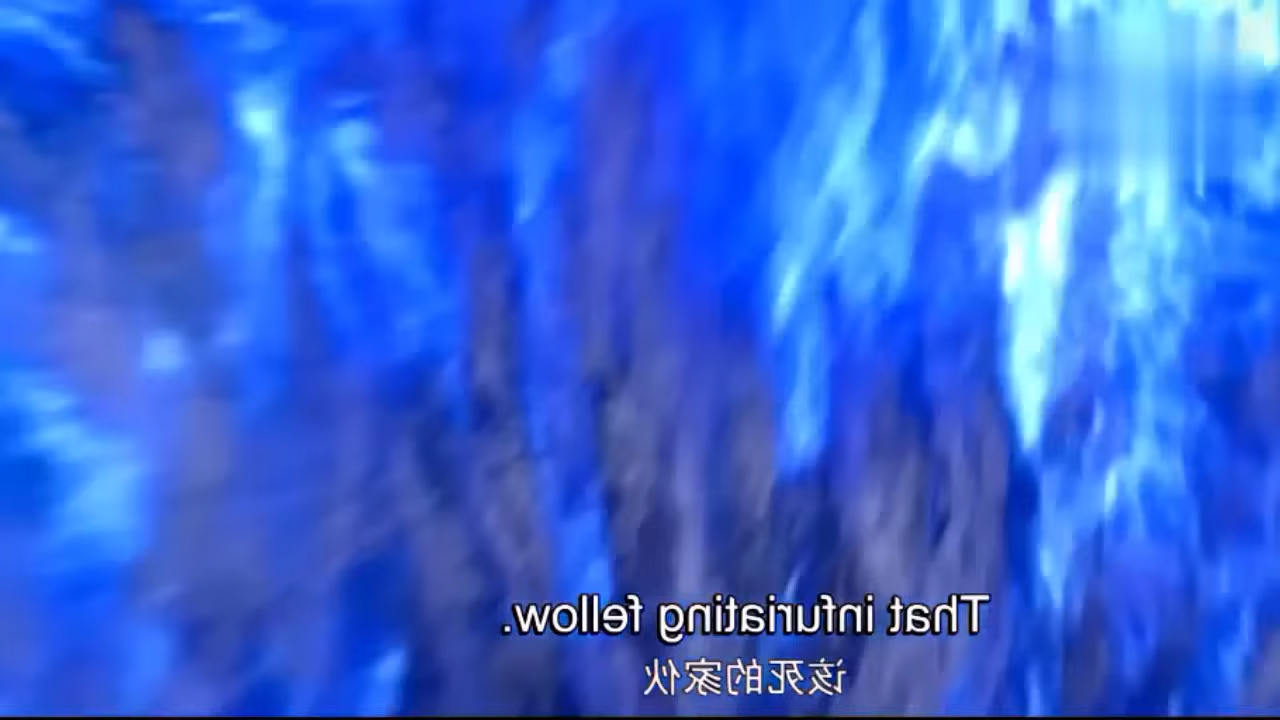 That infuriating fellow.
该死的家伙